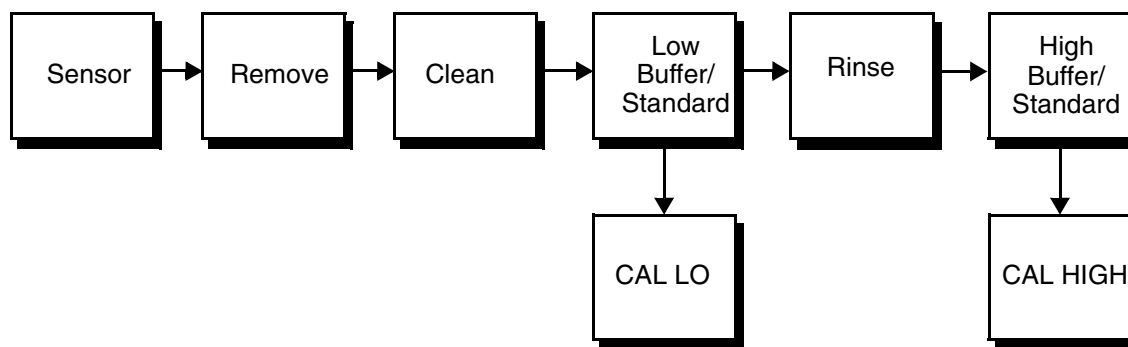 Sensor
Remove
Clean
Low
Buffer/
Standard
Rinse
High
Buffer/
Standard
CAL LO
CAL HIGH